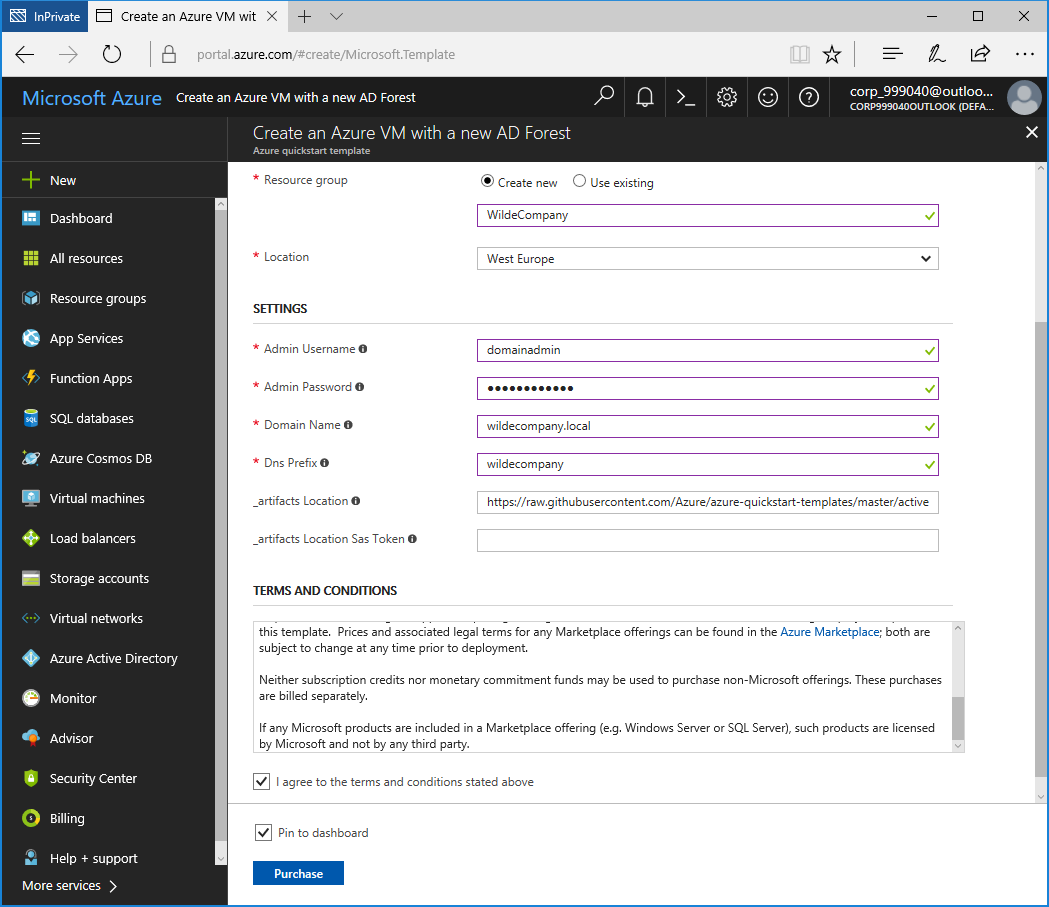 InPrivate
Create an Azure VM wit
portal.azure.com/#create/Microsoft.Template
Microsoft Azure
Create an Azure VM with a new AD Forest
corp_999040@outloo...
CORP999040OUTLOOK (DEFA...
New
Dashboard
All resources
Resource groups
App Services
Function Apps
SQL databases
Azure Cosmos DB
Virtual machines
Load balancers
Storage accounts
Virtual networks
Azure Active Directory
Monitor
Advisor
Security Center
Billing
Help + support
More services
Create an Azure VM with a new AD Forest
Azure quickstart template
* Resource group
Create new
Use existing
WildeCompany
* Location
West Europe
SETTINGS
* Admin Username
domainadmin
* Admin Password
••••••••••••
* Domain Name
wildecompany.local
* Dns Prefix
wildecompany
_artifacts Location
https://raw.githubusercontent.com/Azure/azure-quickstart-templates/master/active
_artifacts Location Sas Token
TERMS AND CONDITIONS
this template. Prices and associated legal terms for any Marketplace offerings can be found in the Azure Marketplace; both are
subject to change at any time prior to deployment.
Neither subscription credits nor monetary commitment funds may be used to purchase non-Microsoft offerings. These purchases
are billed separately.
If any Microsoft products are included in a Marketplace offering (e.g. Windows Server or SQL Server), such products are licensed
by Microsoft and not by any third party.
I agree to the terms and conditions stated above
Pin to dashboard
Purchase